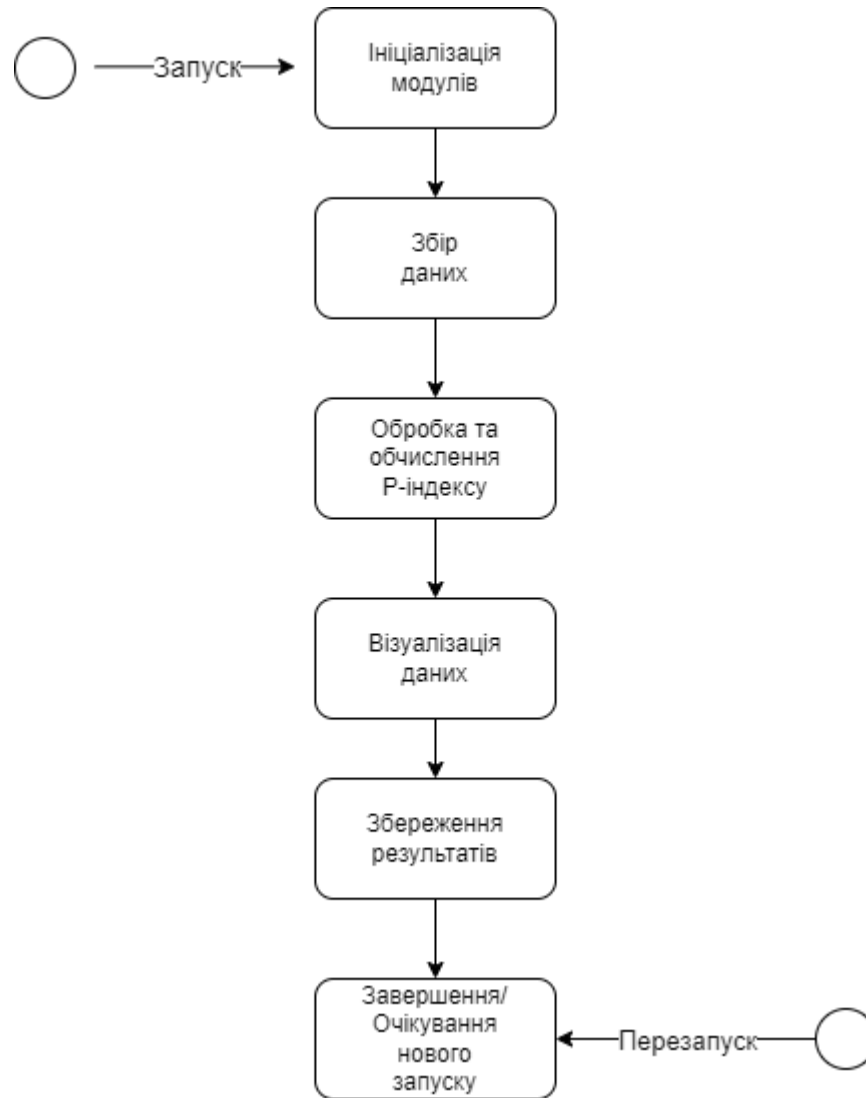 Запуск
Ініціалізація
модулів
Збір
даних
Обробка та
обчислення
Р-індексу
Візуалізація
даних
Збереження
результатів
Завершення/
Очікування
нового
запуску
Перезапуск